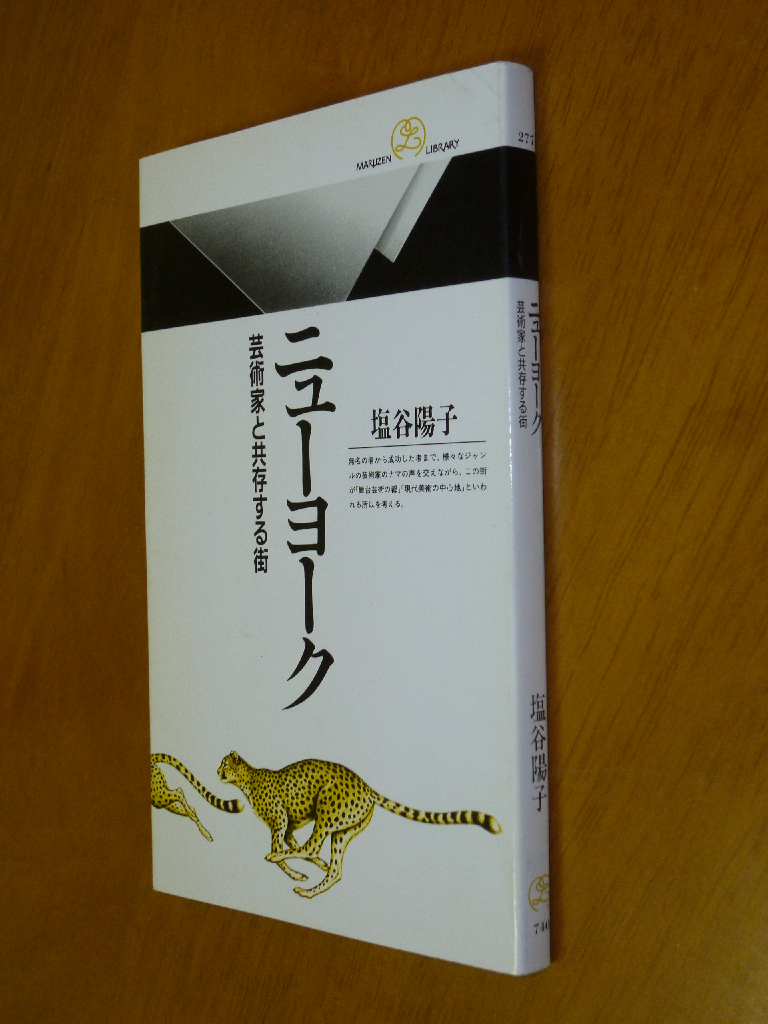 MARUZEN LIBRARY
ニューヨーク
芸術家と共存する街
塩谷陽子
無名の者から成功した者まで、様々なジャン
ルの芸術家のナマの声を交えながら、この街
が「舞台芸術の都」「現代美術の中心地」といわ
れる所以を考える。
277
ニューヨーク
芸術家と共存する街
塩谷陽子